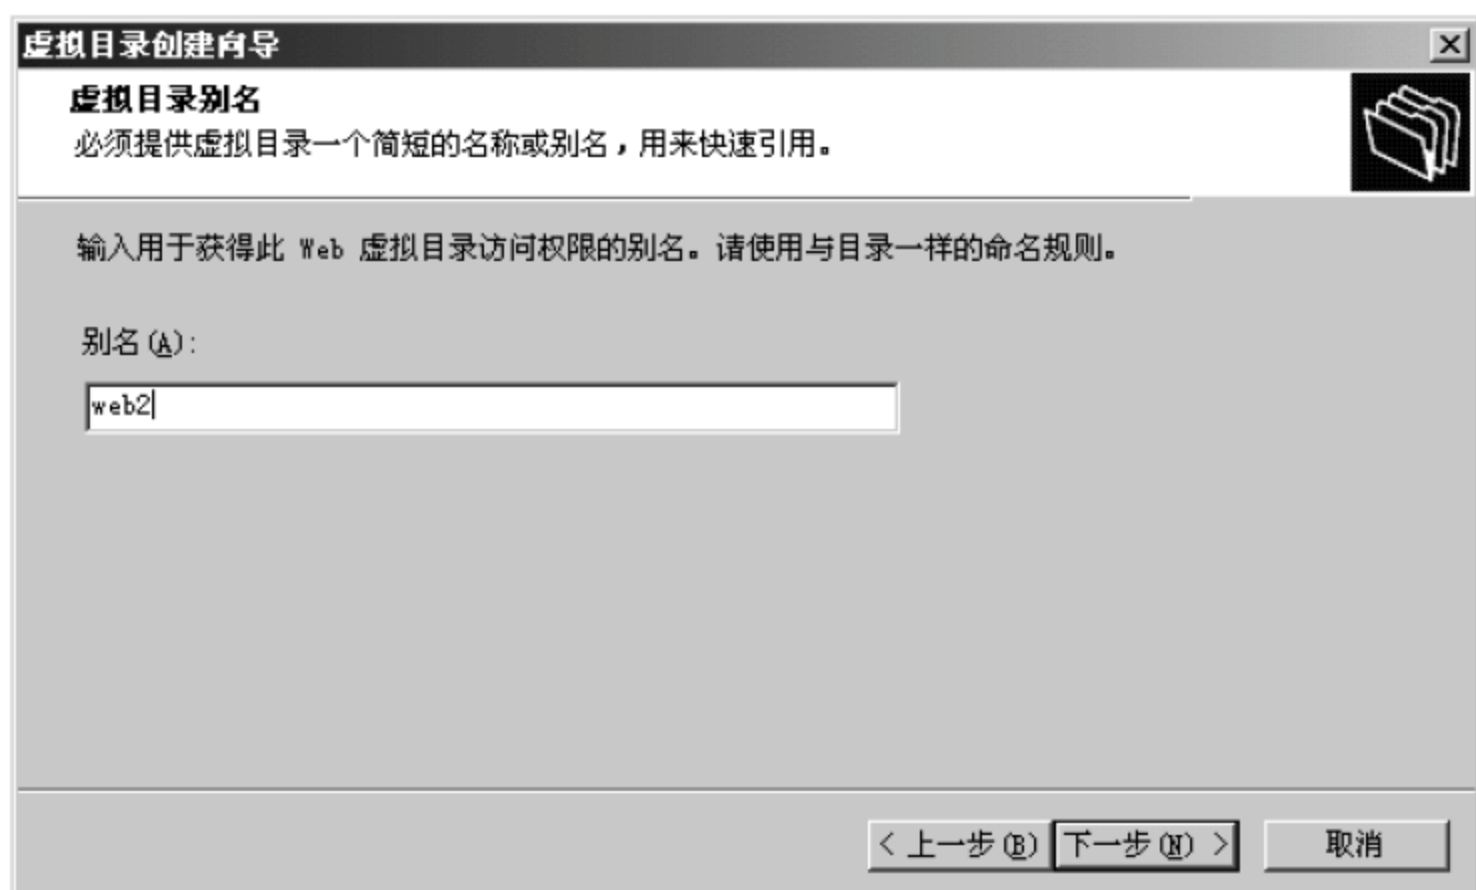 虚拟目录创建向导
虚拟目录别名
必须提供虚拟目录一个简短的名称或别名，用来快速引用。
输入用于获得此 Web 虚拟目录访问权限的别名。请使用与目录一样的命名规则。
别名(A):
web2
< 上一步(B) 下一步(N) > 取消